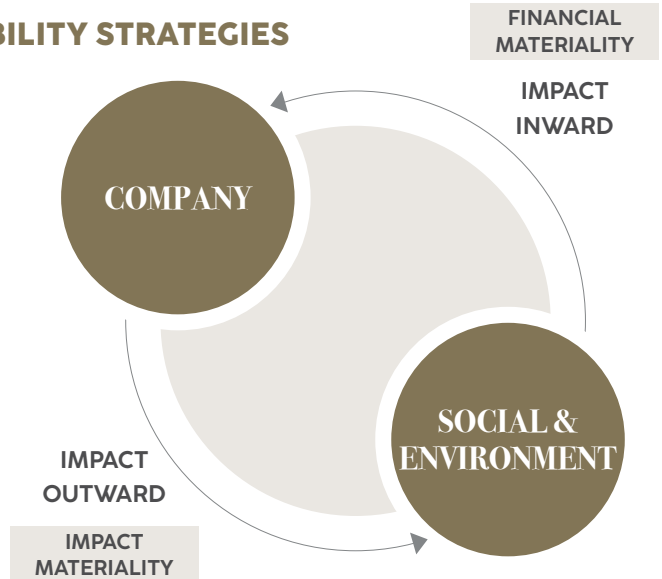 BILITY STRATEGIES
FINANCIAL
MATERIALITY
IMPACT
INWARD
COMPANY
SOCIAL &
ENVIRONMENT
IMPACT
OUTWARD
IMPACT
MATERIALITY